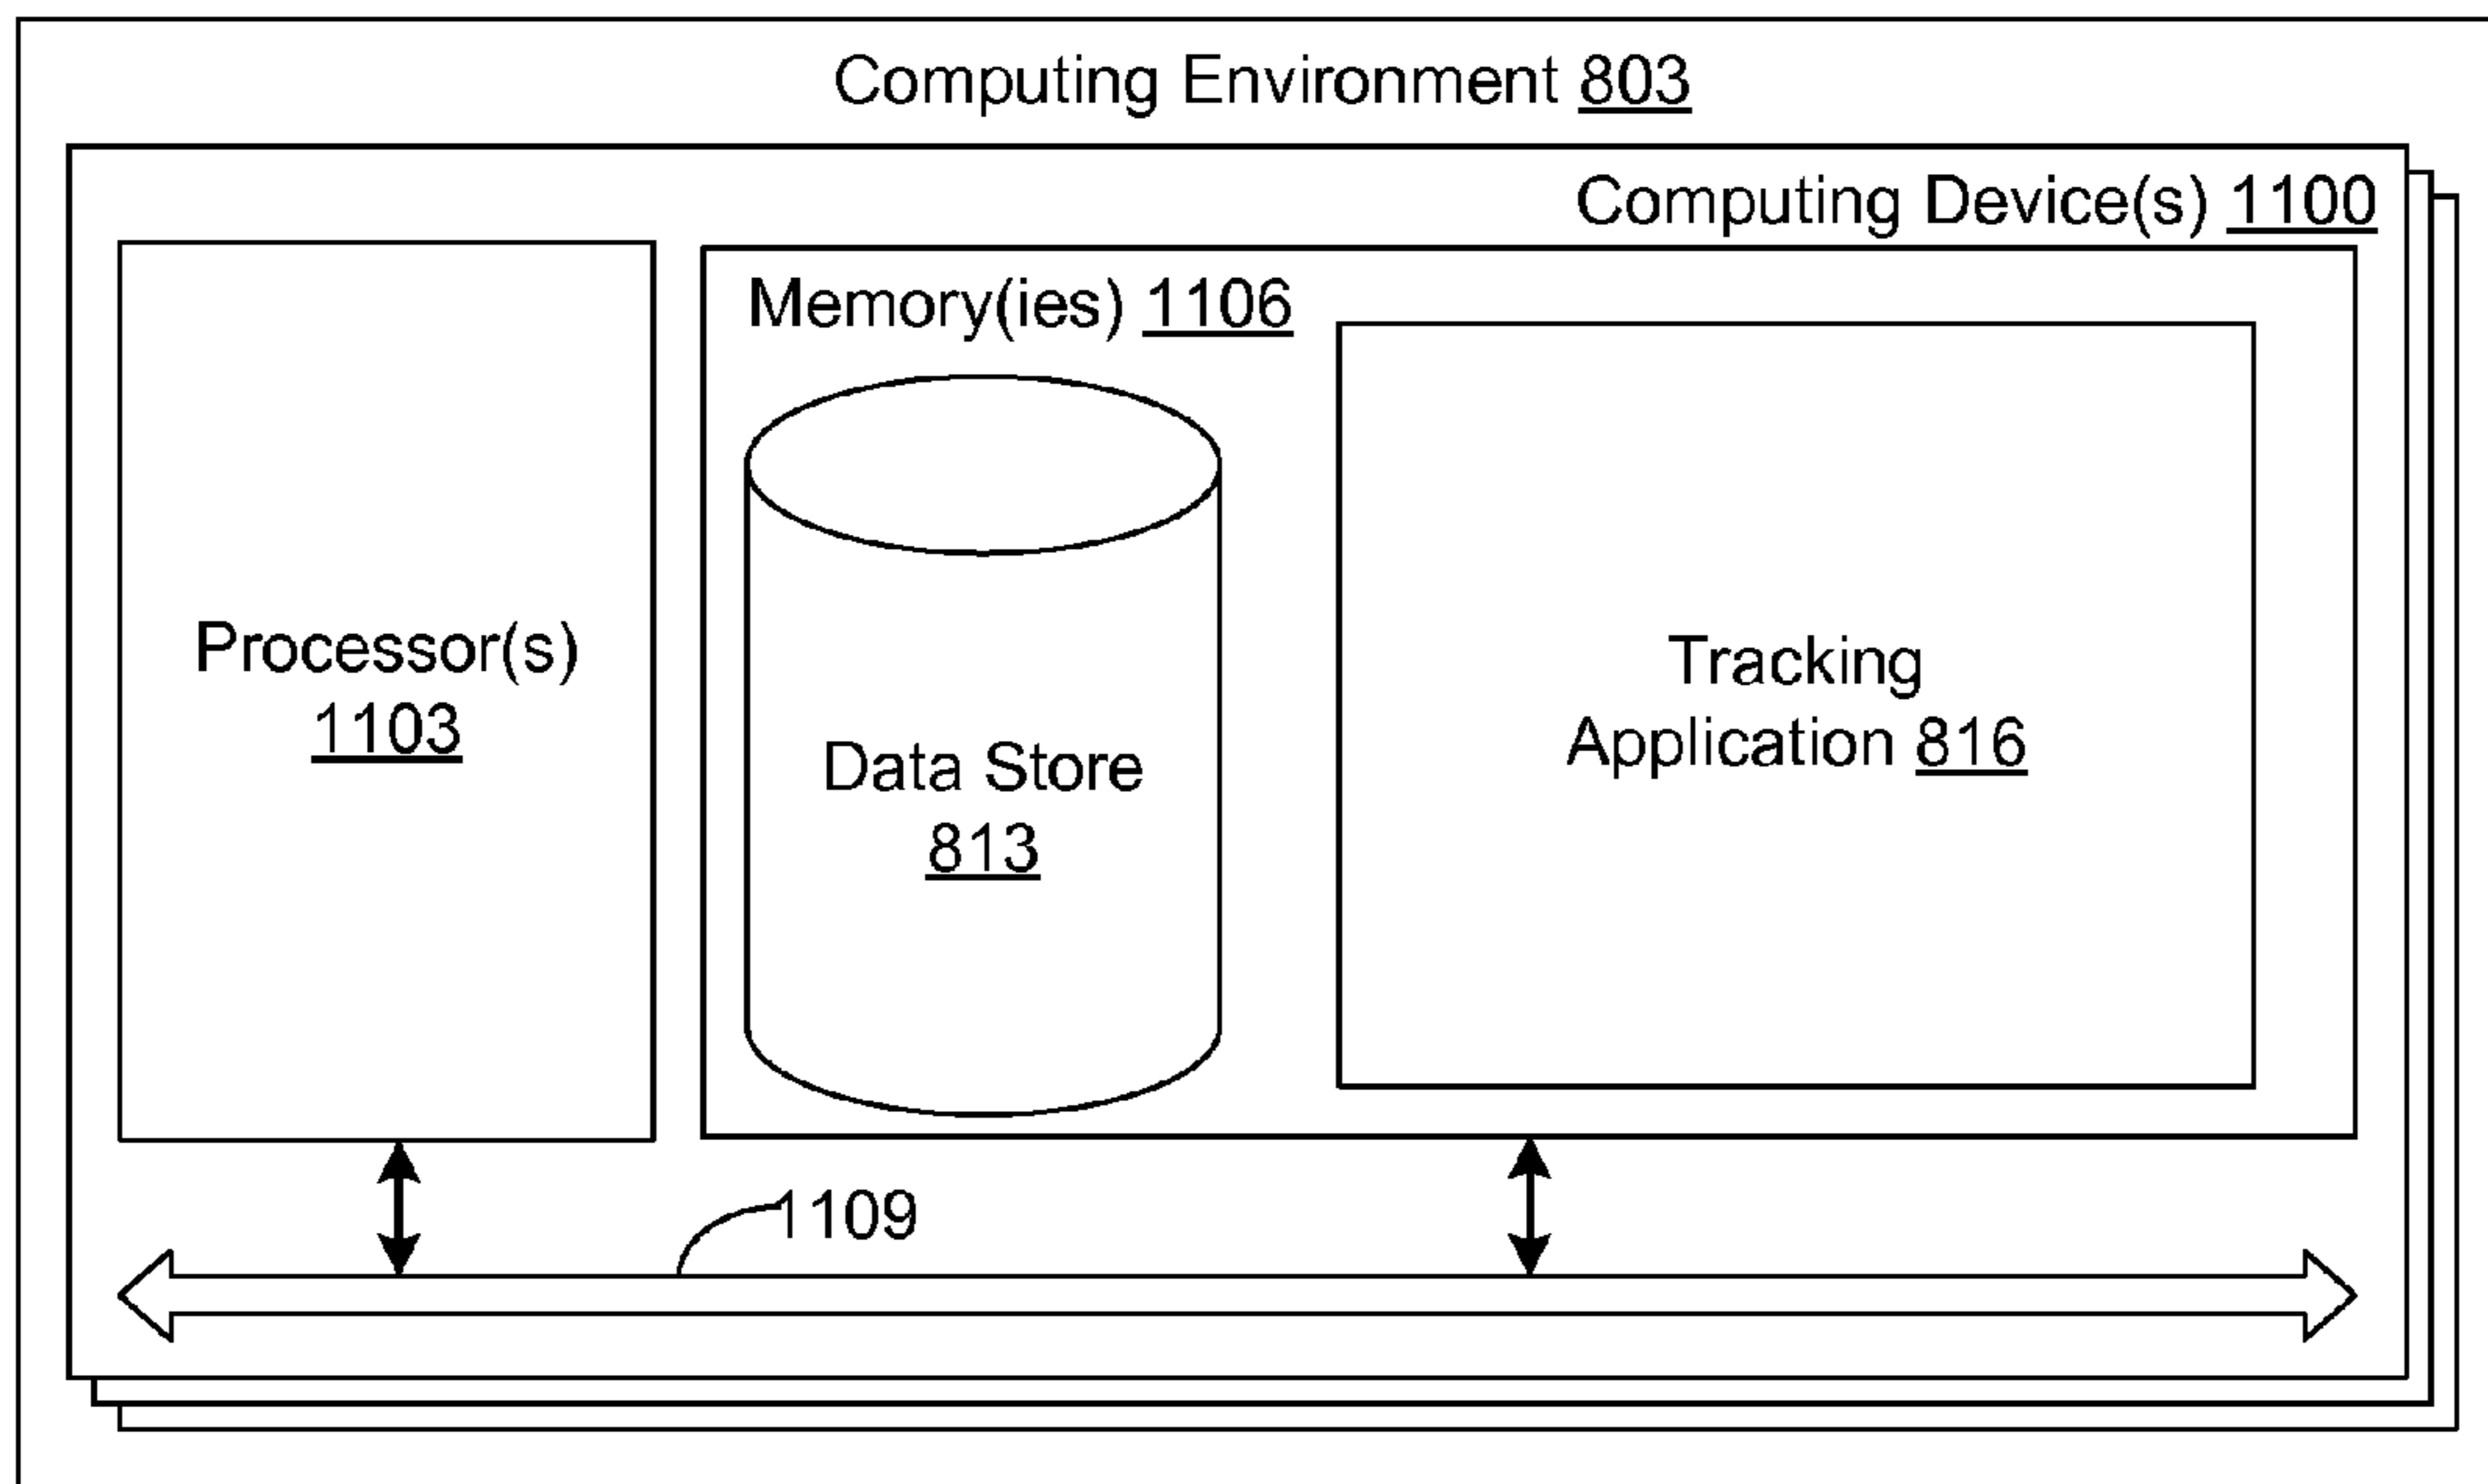 Computing Environment 803
Computing Device(s) 1100
Memory(ies) 1106
Processor(s)
1103
Data Store
813
Tracking
Application 816
1109